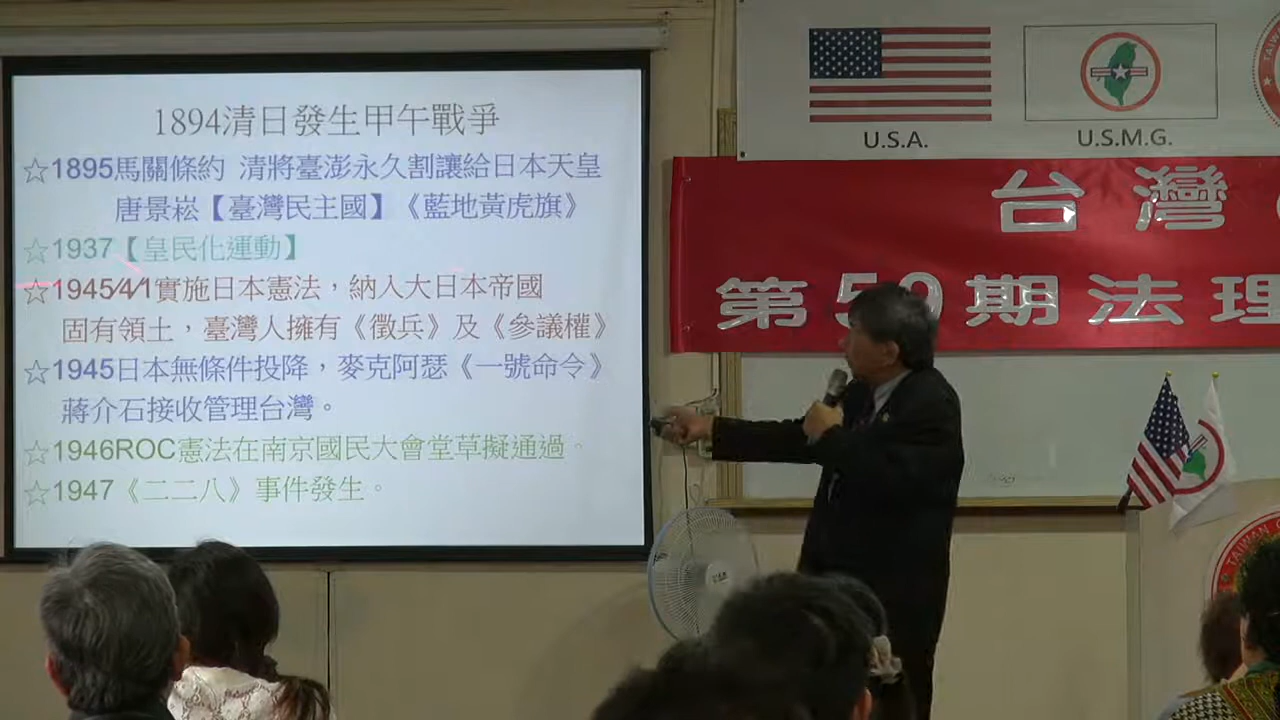 1894清日發生甲午戰爭
☆1895馬關條約 清將臺澎永久割讓給日本天皇
唐景崧【臺灣民主國】《藍地黃虎旗》
☆1937【皇民化運動】
☆1945/4/1實施日本憲法，納入大日本帝國
固有領土，臺灣人擁有《徵兵》及《參議權》
☆1945日本無條件投降，麥克阿瑟《一號命令》
蔣介石接收管理台灣。
☆1946ROC憲法在南京國民大會堂草擬通過。
☆1947《二二八》事件發生。
U.S.A.
U.S.M.G.
台灣
第59期法理
TAIWAN